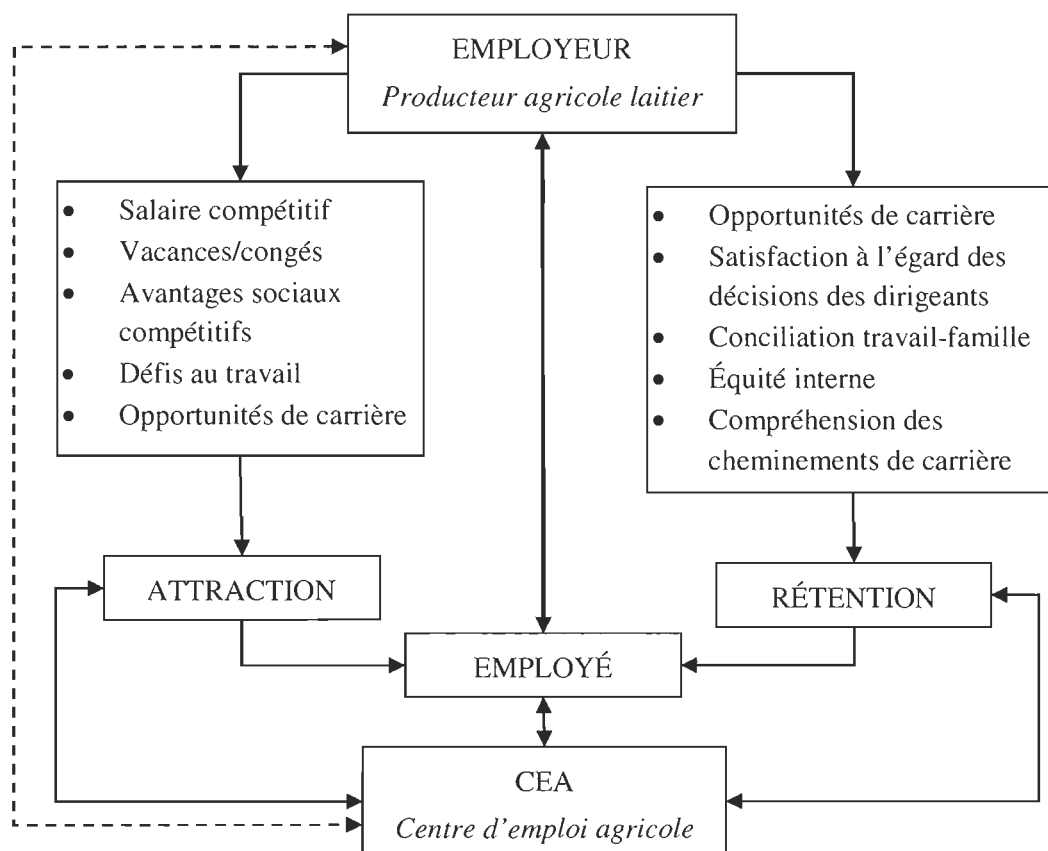 EMPLOYEUR
Producteur agricole laitier
• Salaire compétitif
• Vacances/congés
• Avantages sociaux
compétitifs
• Défis au travail
• Opportunités de carrière
• Opportunités de carrière
• Satisfaction à l'égard des
décisions des dirigeants
• Conciliation travail-famille
• Équité interne
• Compréhension des
cheminements de carrière
ATTRACTION
RÉTENTION
EMPLOYÉ
CEA
Centre d'emploi agricole